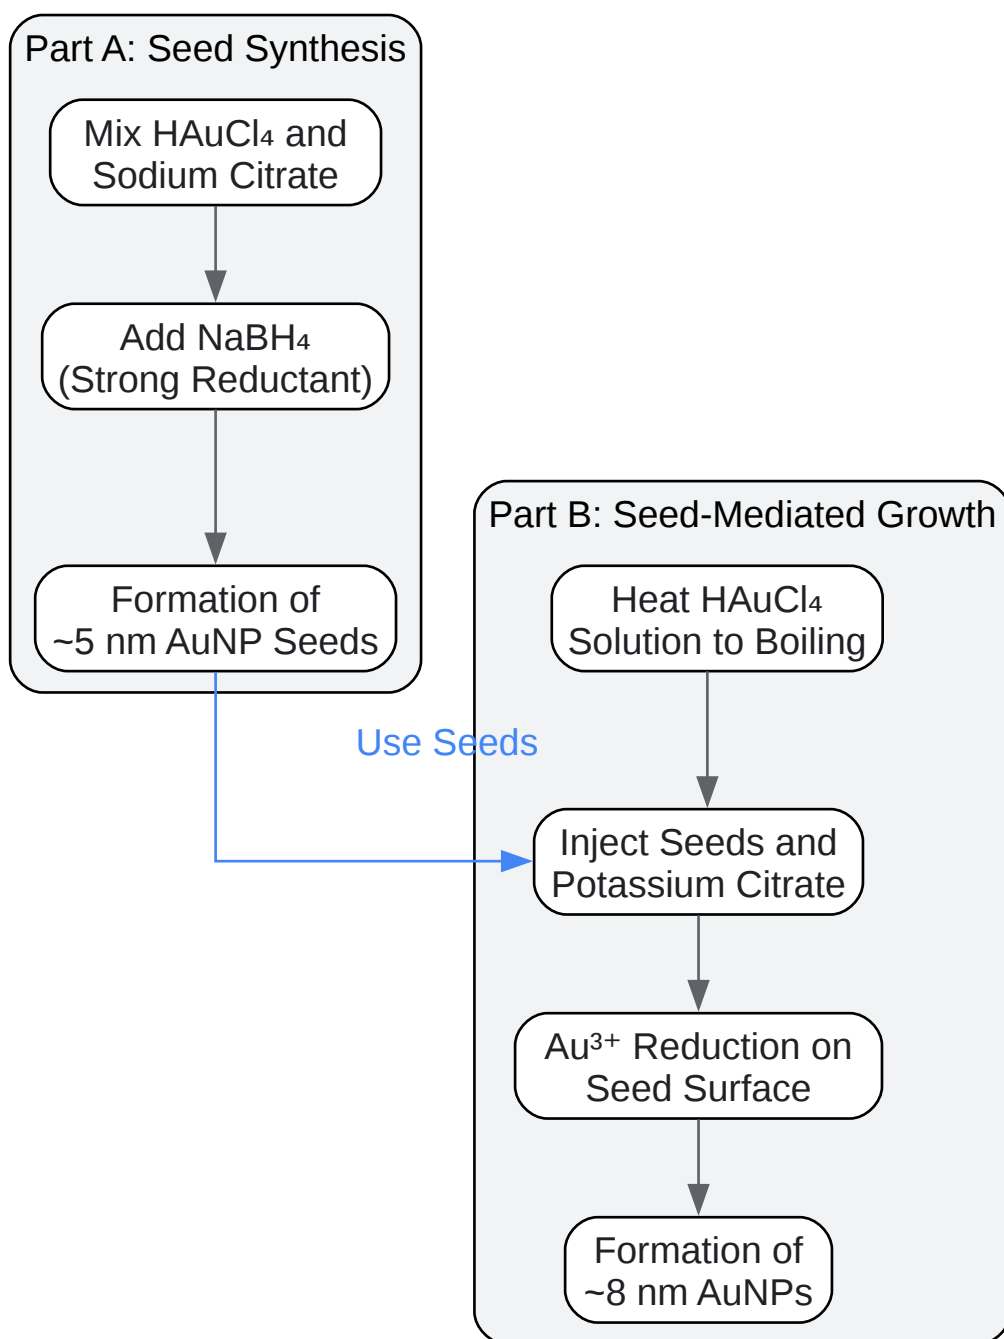 Part A: Seed Synthesis
Mix HAuCl₄ and
Sodium Citrate
Add NaBH₄
(Strong Reductant)
Formation of
~5 nm AuNP Seeds
Use Seeds
Part B: Seed-Mediated Growth
Heat HAuCl₄
Solution to Boiling
Inject Seeds and
Potassium Citrate
Au³⁺ Reduction on
Seed Surface
Formation of
~8 nm AuNPs